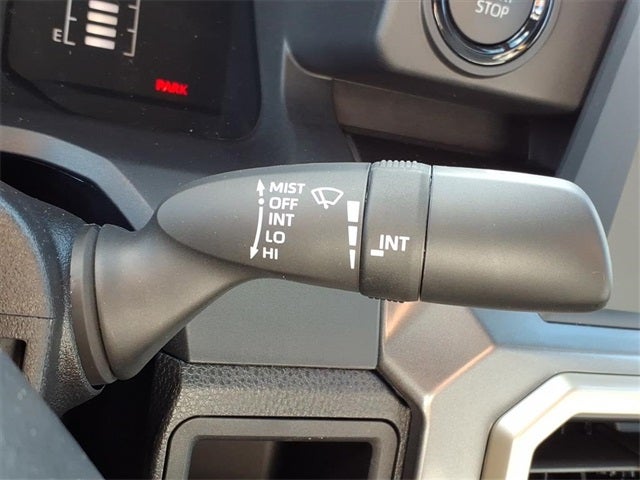 STOP
E
PARK
MIST
OFF
INT
LO
HI
INT